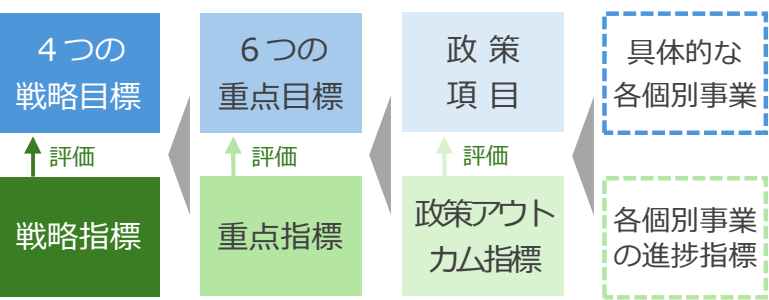 ４つの
戦略目標
６つの
重点目標
政 策
項 目
具体的な
各個別事業
評価
評価
評価
戦略指標
重点指標
政策アウト
カム指標
各個別事業
の進捗指標